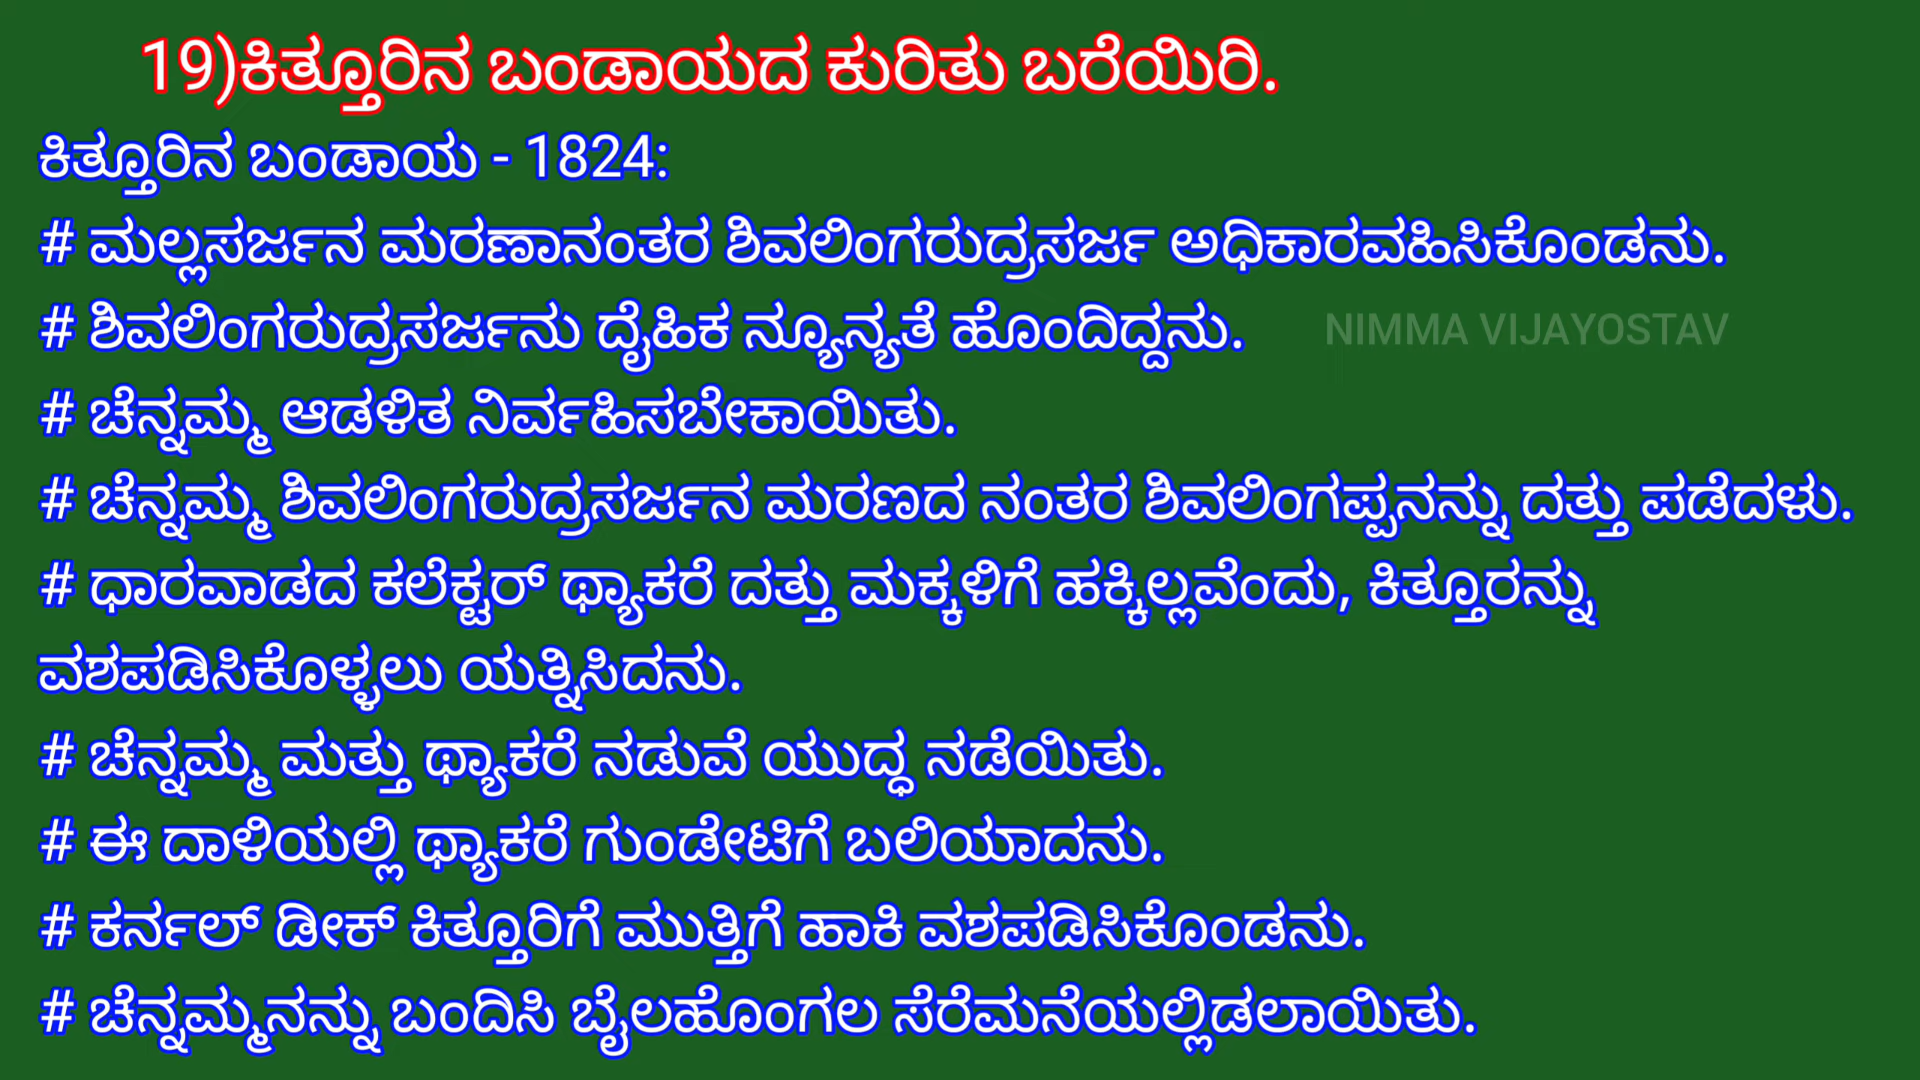 19)ಕಿತ್ತೂರಿನ ಬಂಡಾಯದ ಕುರಿತು ಬರೆಯಿರಿ.
ಕಿತ್ತೂರಿನ ಬಂಡಾಯ - 1824:
# ಮಲ್ಲಸರ್ಜನ ಮರಣಾನಂತರ ಶಿವಲಿಂಗರುದ್ರಸರ್ಜ ಅಧಿಕಾರವಹಿಸಿಕೊಂಡನು.
# ಶಿವಲಿಂಗರುದ್ರಸರ್ಜನು ದೈಹಿಕ ನ್ಯೂನ್ಯತೆ ಹೊಂದಿದ್ದನು.
NIMMA VIJAYOSTAV
# ಚೆನ್ನಮ್ಮ ಆಡಳಿತ ನಿರ್ವಹಿಸಬೇಕಾಯಿತು.
# ಚೆನ್ನಮ್ಮ ಶಿವಲಿಂಗರುದ್ರಸರ್ಜನ ಮರಣದ ನಂತರ ಶಿವಲಿಂಗಪ್ಪನನ್ನು ದತ್ತು ಪಡೆದಳು.
# ಧಾರವಾಡದ ಕಲೆಕ್ಟರ್ ಥ್ಯಾಕರೆ ದತ್ತು ಮಕ್ಕಳಿಗೆ ಹಕ್ಕಿಲ್ಲವೆಂದು, ಕಿತ್ತೂರನ್ನು
ವಶಪಡಿಸಿಕೊಳ್ಳಲು ಯತ್ನಿಸಿದನು.
# ಚೆನ್ನಮ್ಮ ಮತ್ತು ಥ್ಯಾಕರೆ ನಡುವೆ ಯುದ್ಧ ನಡೆಯಿತು.
# ಈ ದಾಳಿಯಲ್ಲಿ ಥ್ಯಾಕರೆ ಗುಂಡೇಟಿಗೆ ಬಲಿಯಾದನು.
# ಕರ್ನಲ್ ಡೀಕ್ ಕಿತ್ತೂರಿಗೆ ಮುತ್ತಿಗೆ ಹಾಕಿ ವಶಪಡಿಸಿಕೊಂಡನು.
# ಚೆನ್ನಮ್ಮನನ್ನು ಬಂದಿಸಿ ಬೈಲಹೊಂಗಲ ಸೆರೆಮನೆಯಲ್ಲಿಡಲಾಯಿತು.